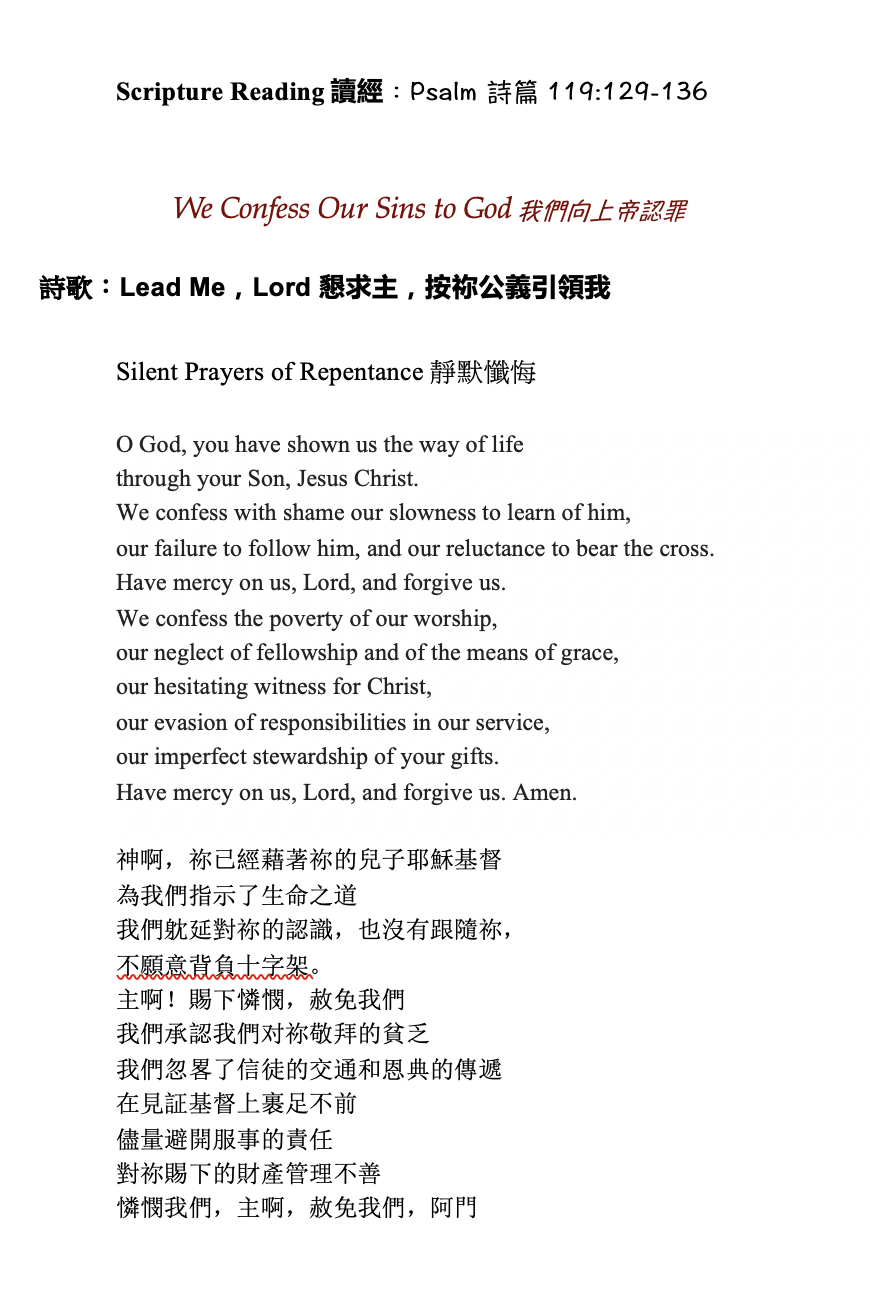 Scripture Reading 讀經：Psalm 詩篇 119:129-136
We Confess Our Sins to God 我們向上帝認罪
詩歌：Lead Me，Lord 懇求主，按祢公義引領我
Silent Prayers of Repentance 靜默懺悔
O God, you have shown us the way of life
through your Son, Jesus Christ.
We confess with shame our slowness to learn of him,
our failure to follow him, and our reluctance to bear the cross.
Have mercy on us, Lord, and forgive us.
We confess the poverty of our worship,
our neglect of fellowship and of the means of grace,
our hesitating witness for Christ,
our evasion of responsibilities in our service,
our imperfect stewardship of your gifts.
Have mercy on us, Lord, and forgive us. Amen.
神啊，祢已經藉著祢的兒子耶穌基督
為我們指示了生命之道
我們躭延對祢的認識，也沒有跟隨祢，
不願意背負十字架。
主啊！賜下憐憫，赦免我們
我們承認我們对祢敬拜的貧乏
我們忽畧了信徒的交通和恩典的傳遞
在見証基督上裹足不前
儘量避開服事的責任
對祢賜下的財產管理不善
憐憫我們，主啊，赦免我們，阿門